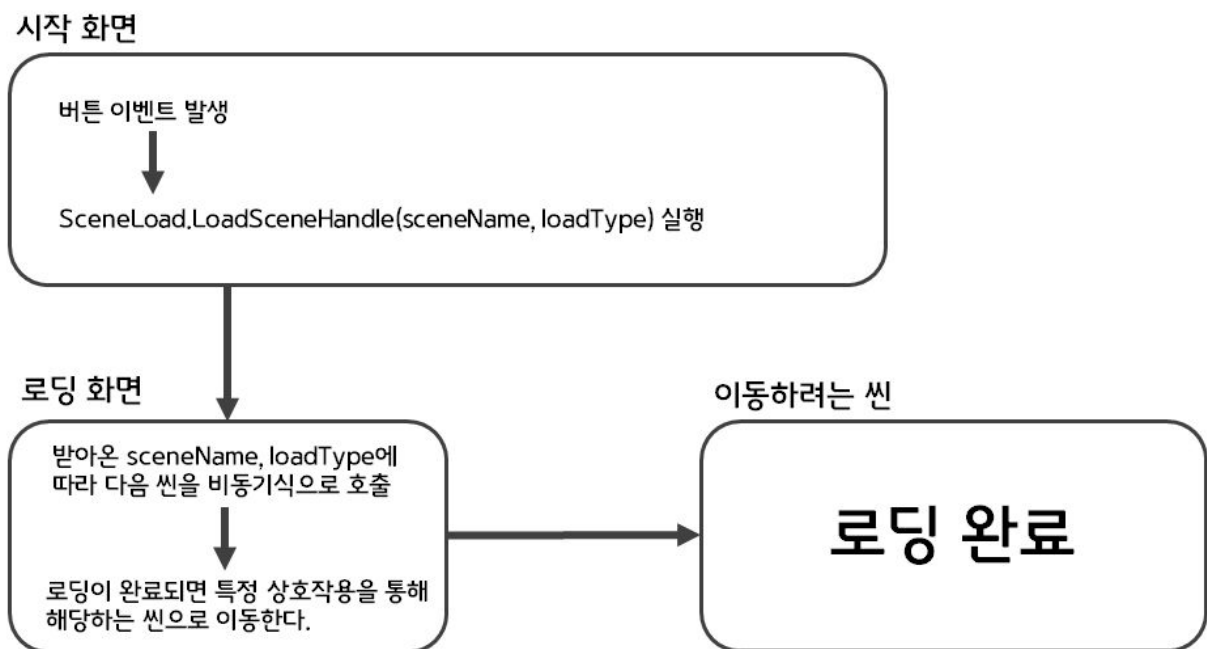 시작 화면
버튼 이벤트 발생
SceneLoad.LoadSceneHandle(sceneName, loadType) 실행
로딩 화면
받아온 sceneName, loadType에
따라 다음 씬을 비동기식으로 호출
로딩이 완료되면 특정 상호작용을 통해
해당하는 씬으로 이동한다.
이동하려는 씬
로딩 완료